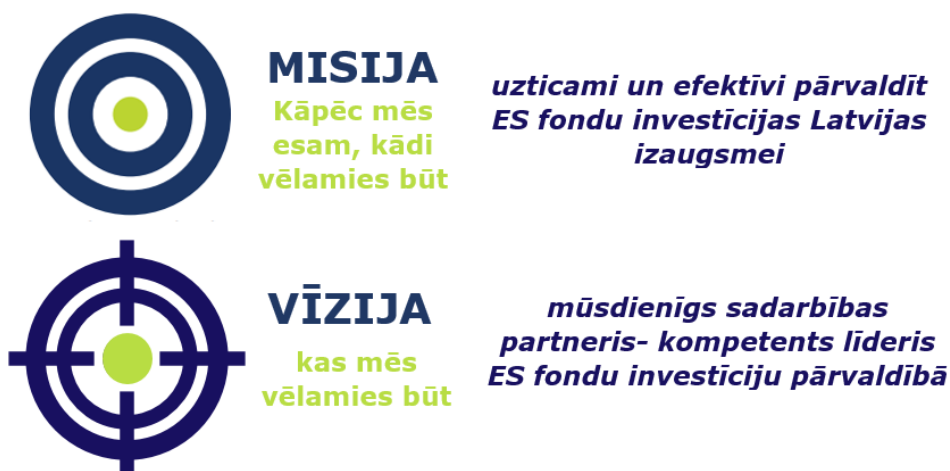 MISIJA
Kāpēc mēs
esam, kādi
vēlamies būt
uzticami un efektīvi pārvaldīt
ES fondu investīcijas Latvijas
izaugsmei
VĪZIJA
kas mēs
vēlamies būt
mūsdienīgs sadarbības
partneris- kompetents līderis
ES fondu investīciju pārvaldībā